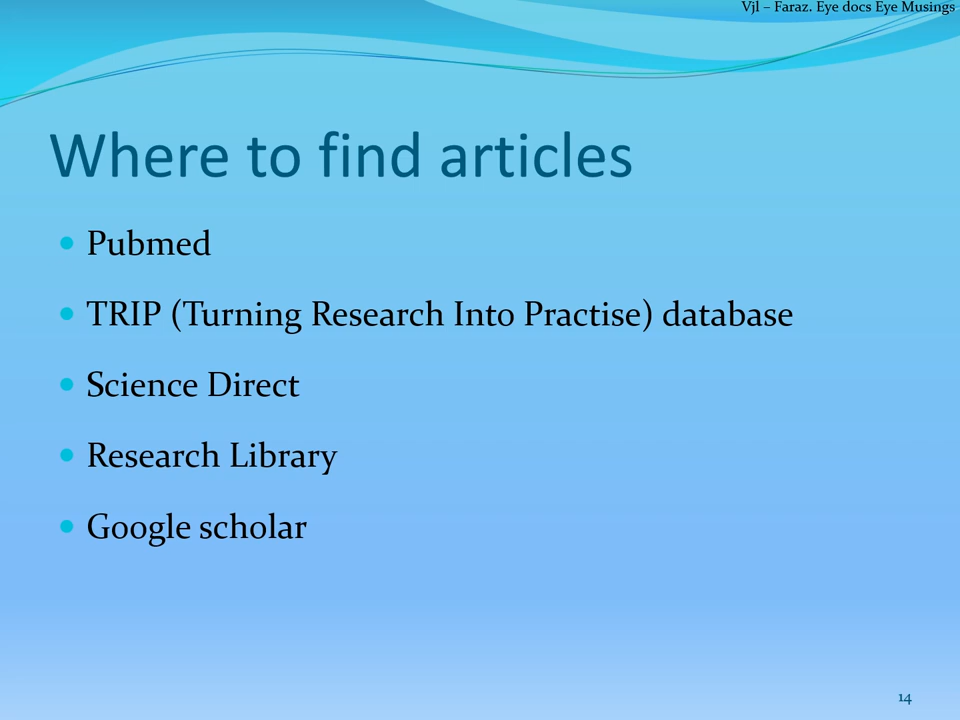 Vjl – Faraz. Eye docs Eye Musings
Where to find articles
• Pubmed
• TRIP (Turning Research Into Practise) database
• Science Direct
• Research Library
• Google scholar
14